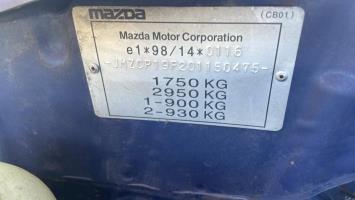 mazda (CB01)
Mazda Motor Corporation
e1*98/14*0116
-JMZCP19F201150475-
1750 KG
2950 KG
1-900 KG
2-930 KG